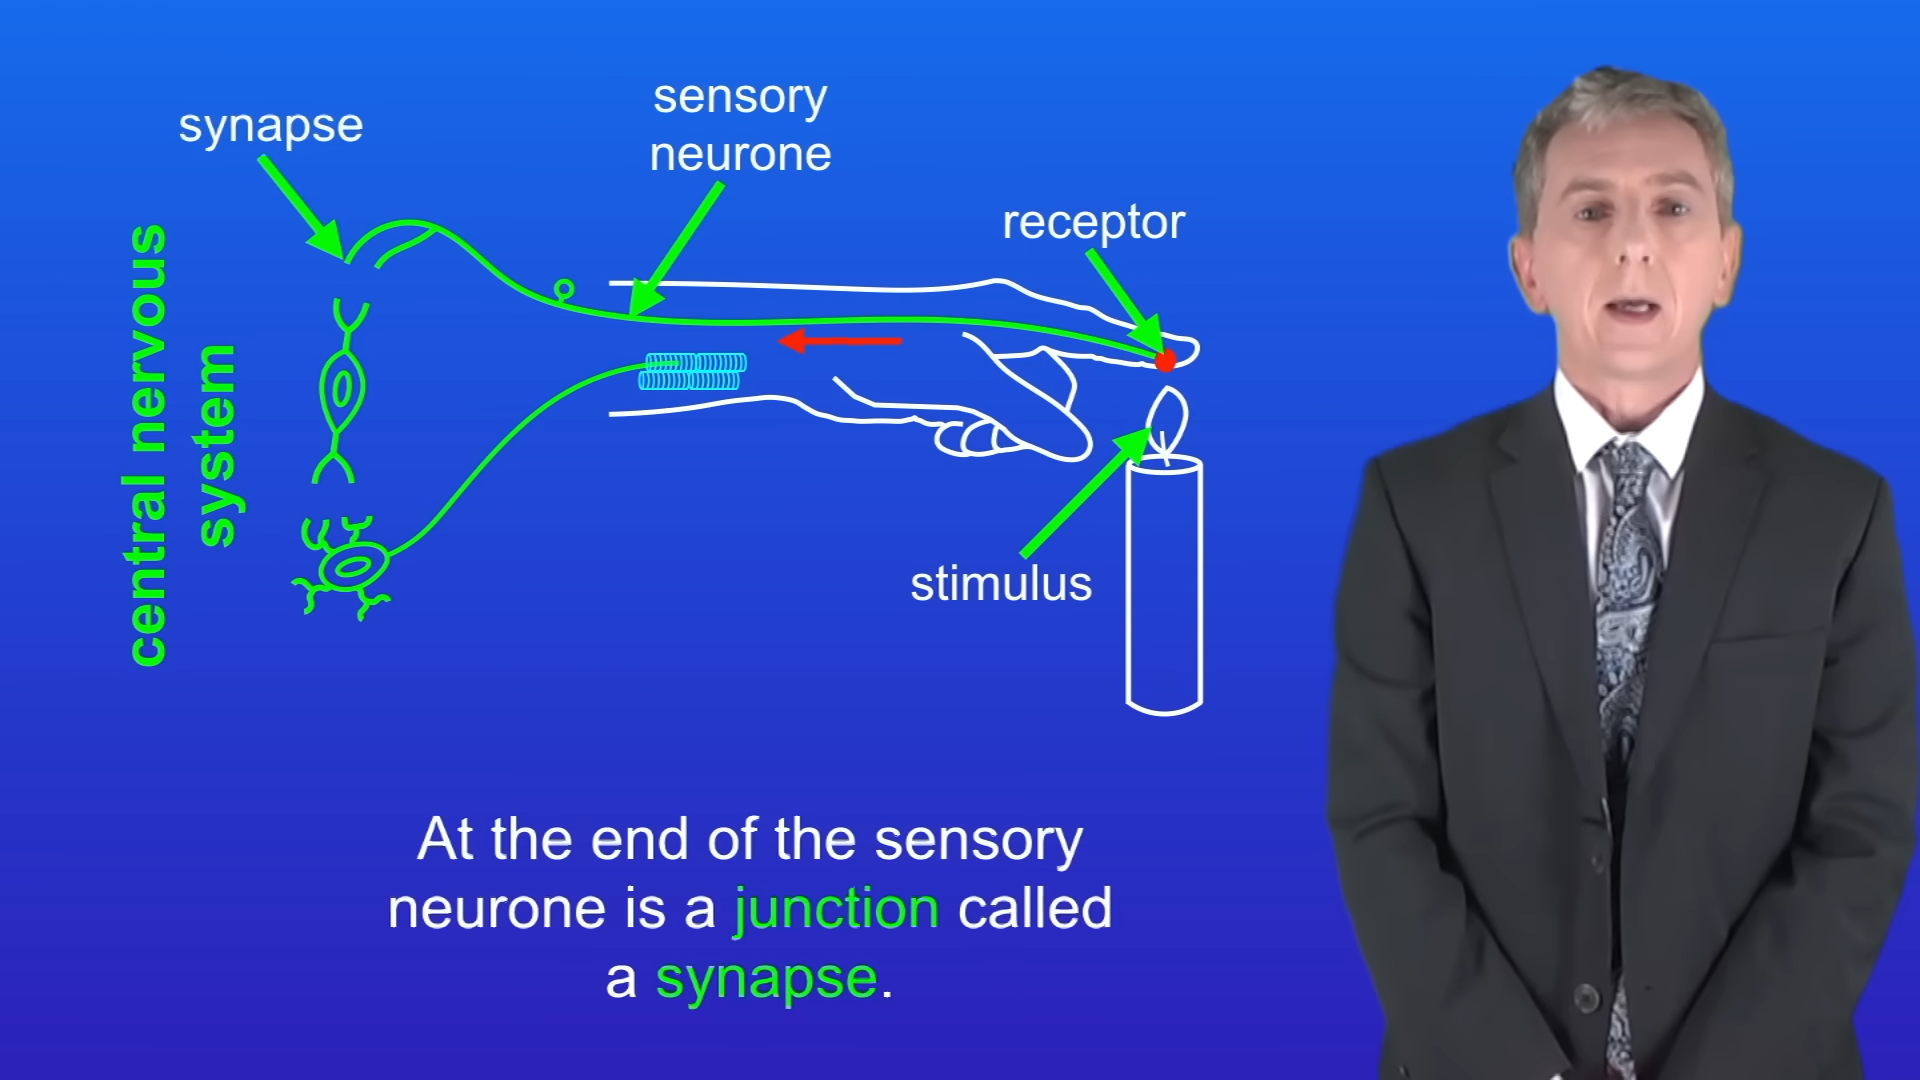 synapse
sensory
neurone
receptor
central nervous
system
stimulus
At the end of the sensory
neurone is a junction called
a synapse.